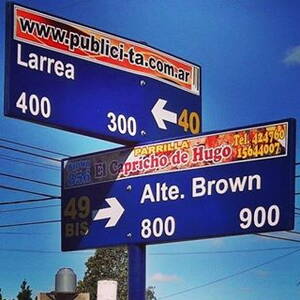 www.publici-ta.com.ar
Larrea
400 300 40
PARRILLA Tel. 424760
El Capricho de Hugo 15644007
49 Alte. Brown
BIS 800 900